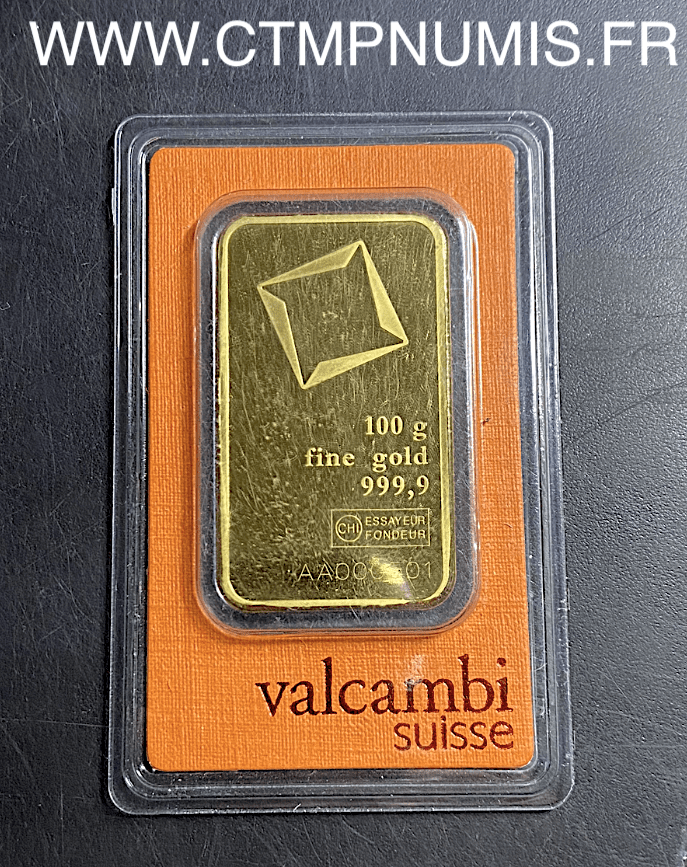 WWW.CTMPNUMIS.FR
100 g
fine gold
999,9
CHI ESSAYEUR
FONDEUR
valcambi
suisse